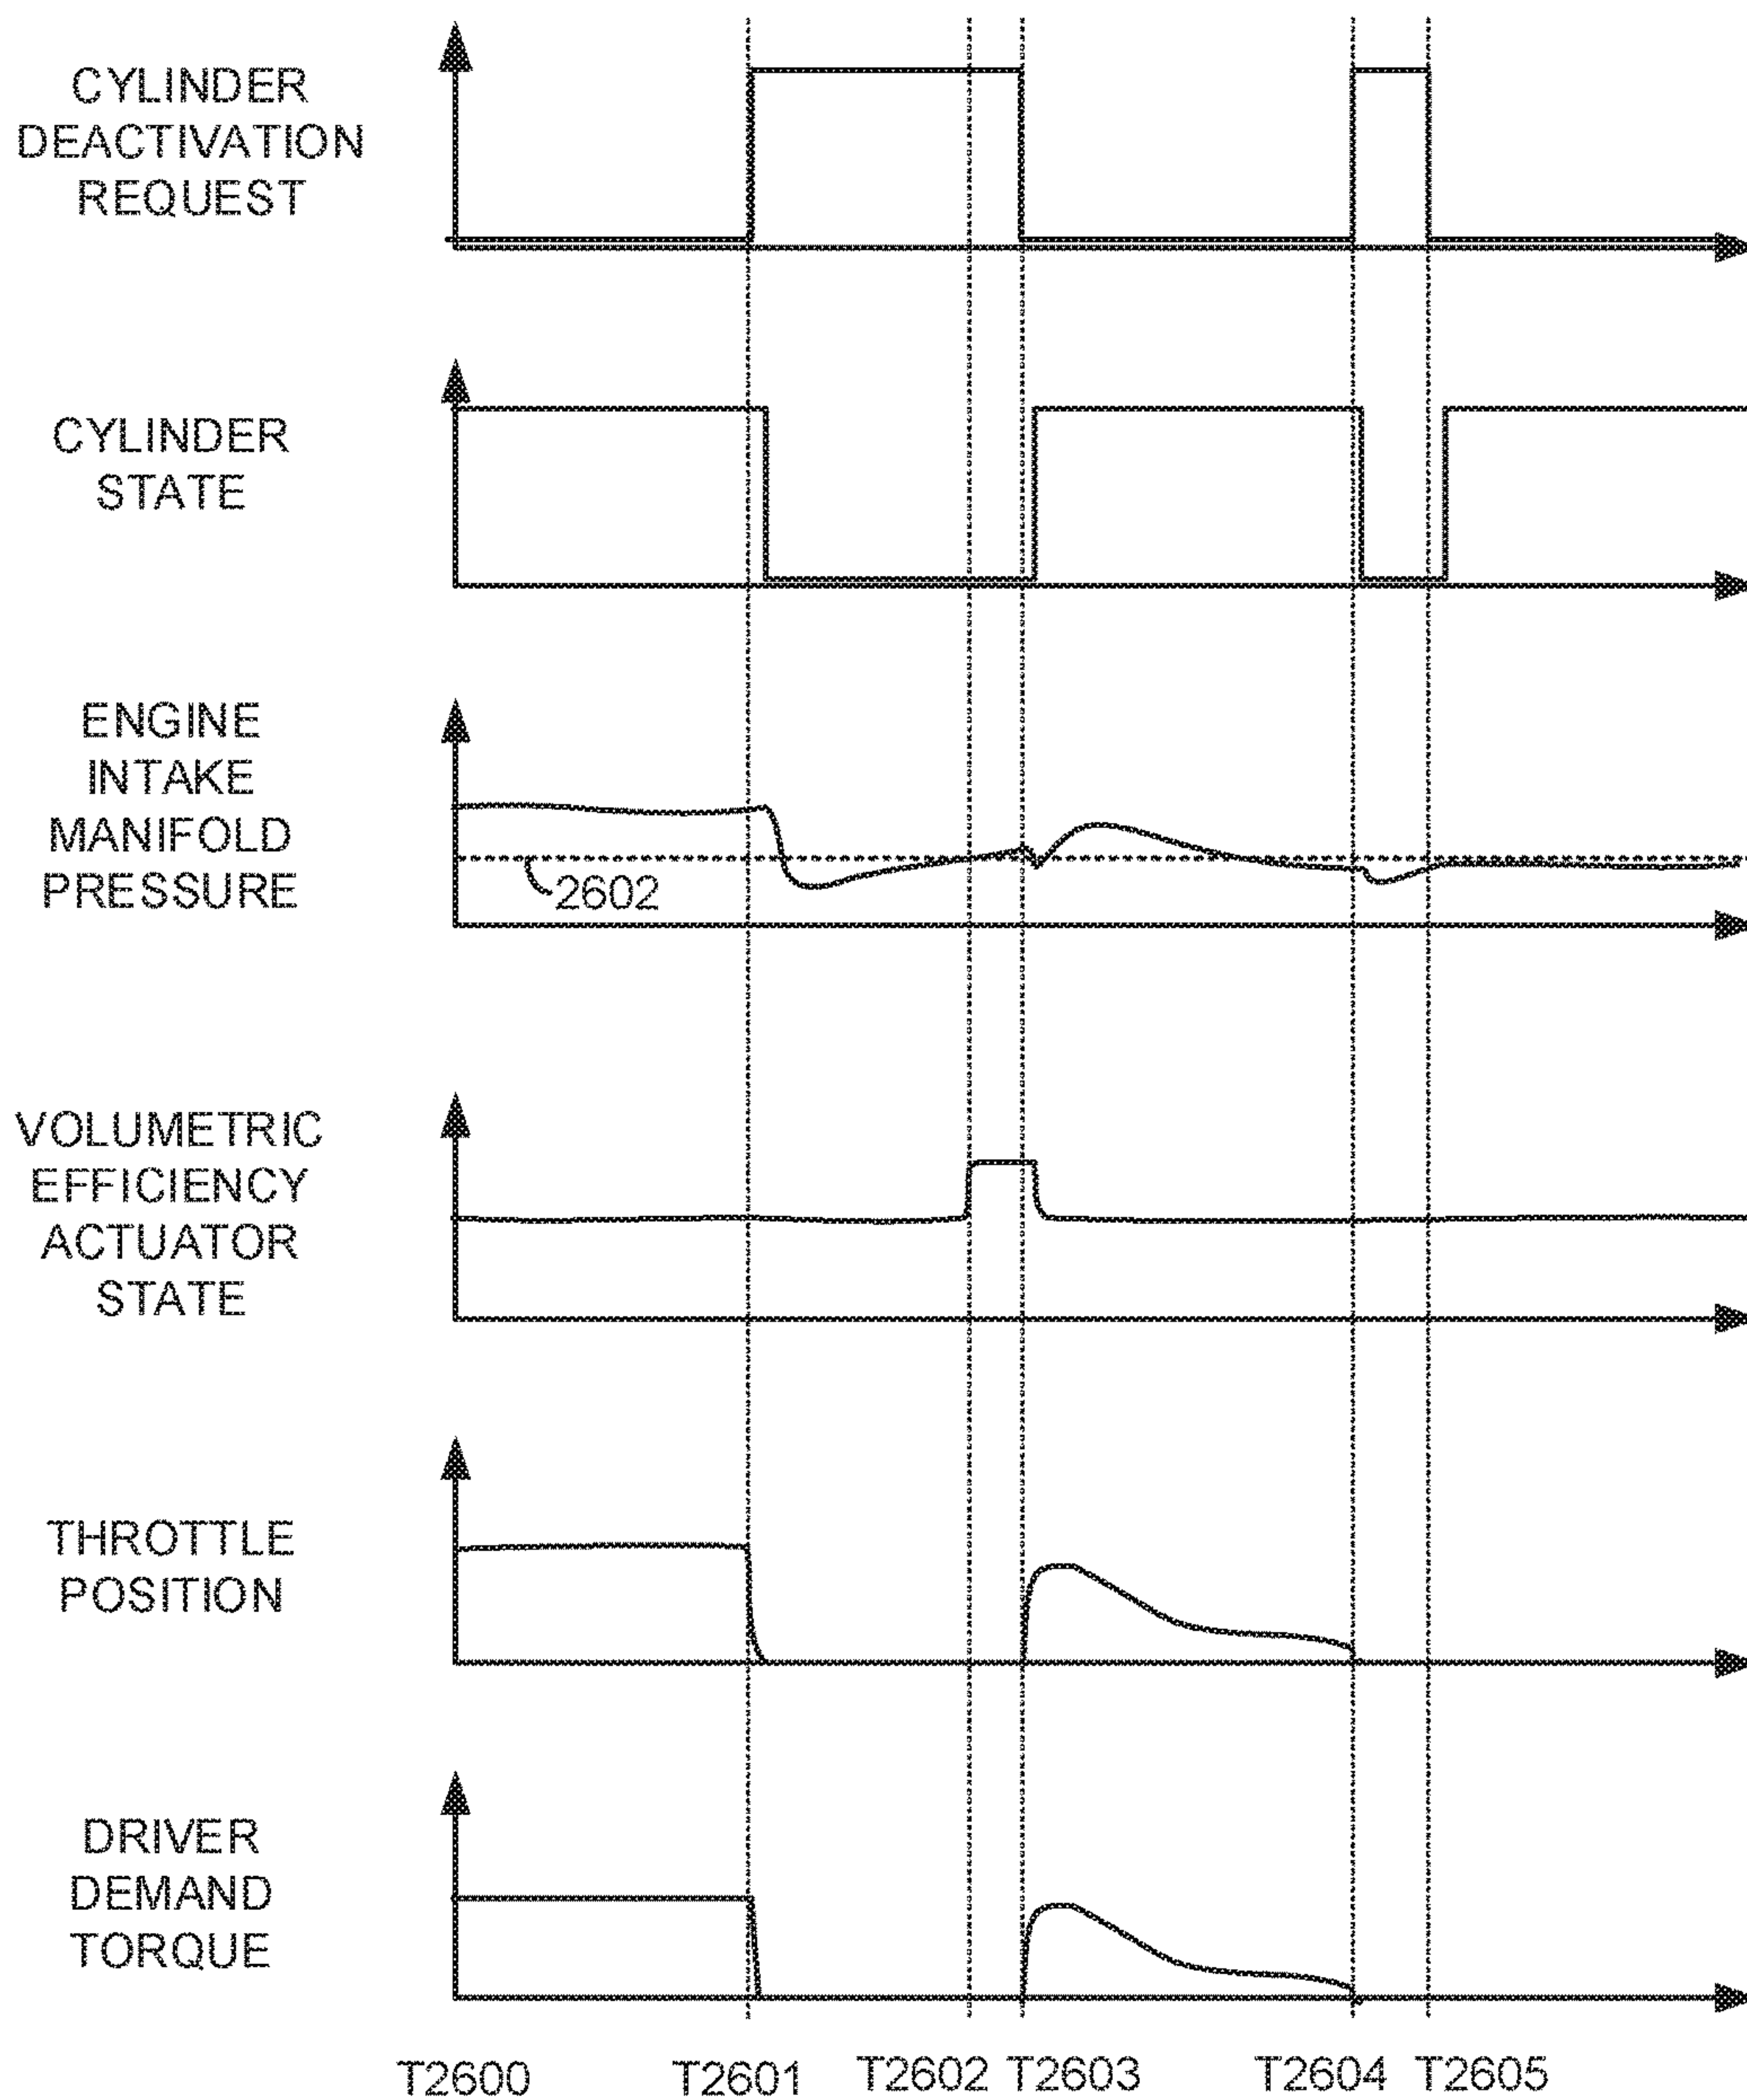 CYLINDER
DEACTIVATION
REQUEST
CYLINDER
STATE
ENGINE
INTAKE
MANIFOLD
PRESSURE
2602
VOLUMETRIC
EFFICIENCY
ACTUATOR
STATE
THROTTLE
POSITION
DRIVER
DEMAND
TORQUE
T2600 T2601 T2602 T2603 T2604 T2605